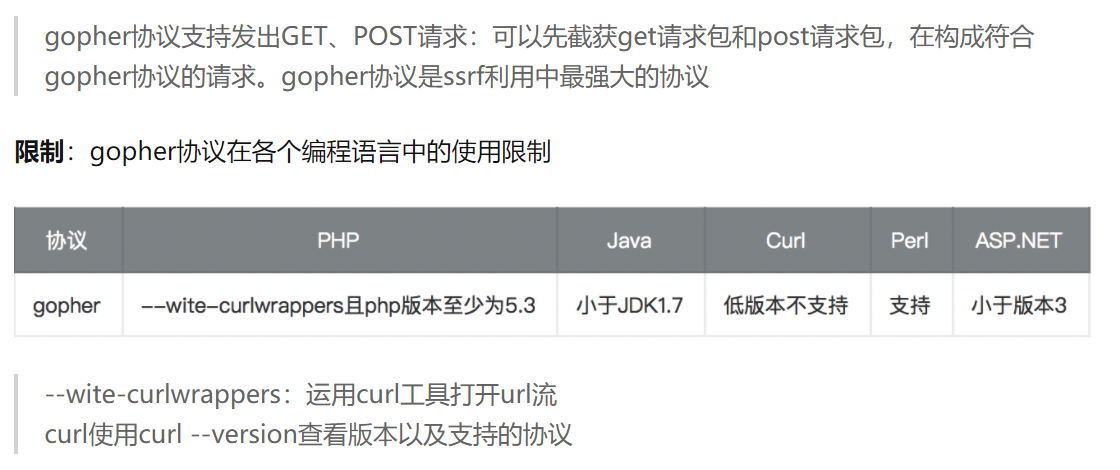 gopher协议支持发出GET、POST请求：可以先截获get请求包和post请求包，在构成符合
gopher协议的请求。gopher协议是ssrf利用中最强大的协议
限制：gopher协议在各个编程语言中的使用限制
协议 PHP Java Curl Perl ASP.NET
gopher --wite-curlwrappers且php版本至少为5.3 小于JDK1.7 低版本不支持 支持 小于版本3
--wite-curlwrappers：运用curl工具打开url流
curl使用curl --version查看版本以及支持的协议